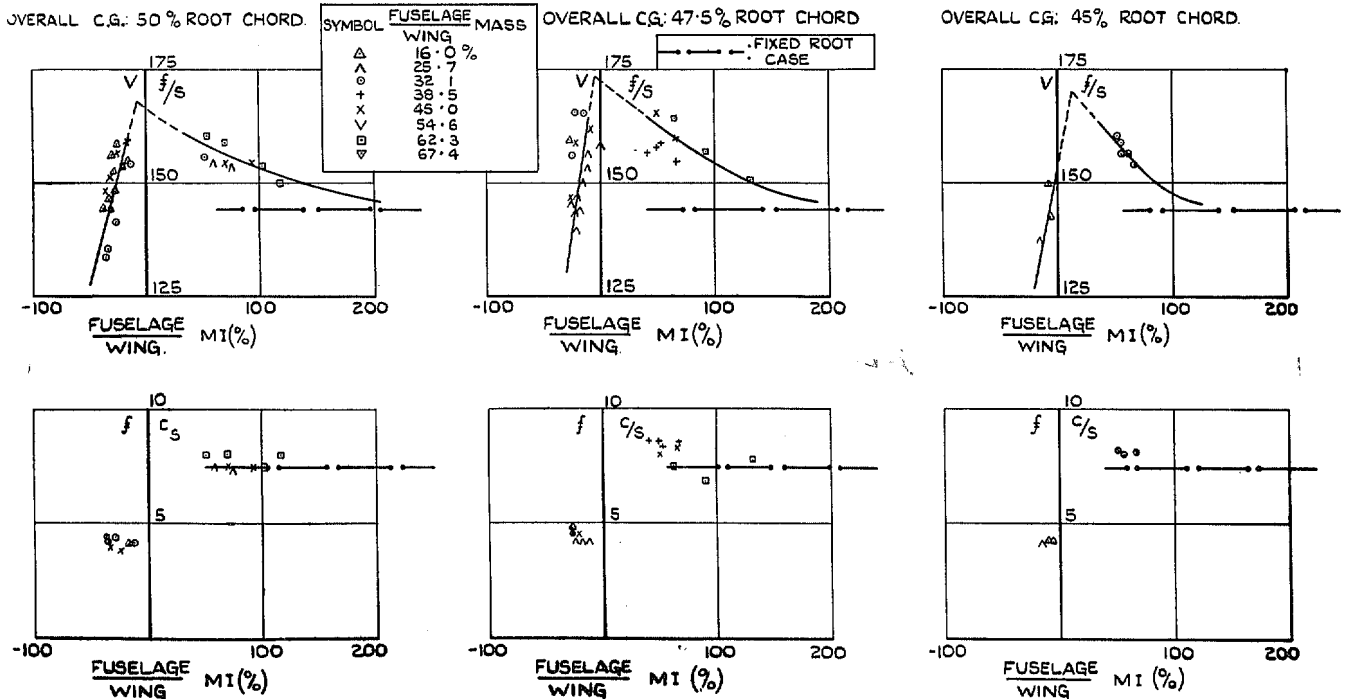 OVERALL C.G.: 50% ROOT CHORD.
SYMBOL FUSELAGE/WING MASS
△ 16·0%
∧ 25·7
⊙ 32·1
+ 38·5
x 45·0
∨ 54·6
⊡ 62·3
▽ 67·4
OVERALL C.G: 47·5% ROOT CHORD
FIXED ROOT
CASE
OVERALL C.G: 45% ROOT CHORD.
175
V f/s
150
125
-100 100 200
FUSELAGE
WING. MI(%)
175
V f/s
150
125
-100 100 200
FUSELAGE
WING. MI(%)
175
V f/s
150
125
-100 100 200
FUSELAGE
WING MI(%)
10
f C S
5
-100 100 200
FUSELAGE
WING MI(%)
10
f C/S
5
-100 100 200
FUSELAGE
WING MI(%)
10
f C/S
5
-100 0 100 200
FUSELAGE
WING MI(%)